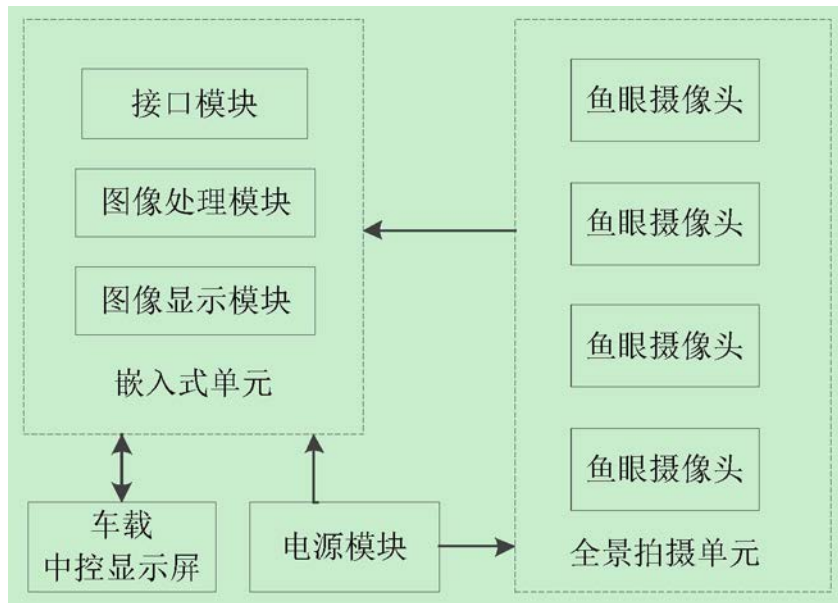 接口模块
图像处理模块
图像显示模块
嵌入式单元
车载
中控显示屏
电源模块
鱼眼摄像头
鱼眼摄像头
鱼眼摄像头
鱼眼摄像头
全景拍摄单元